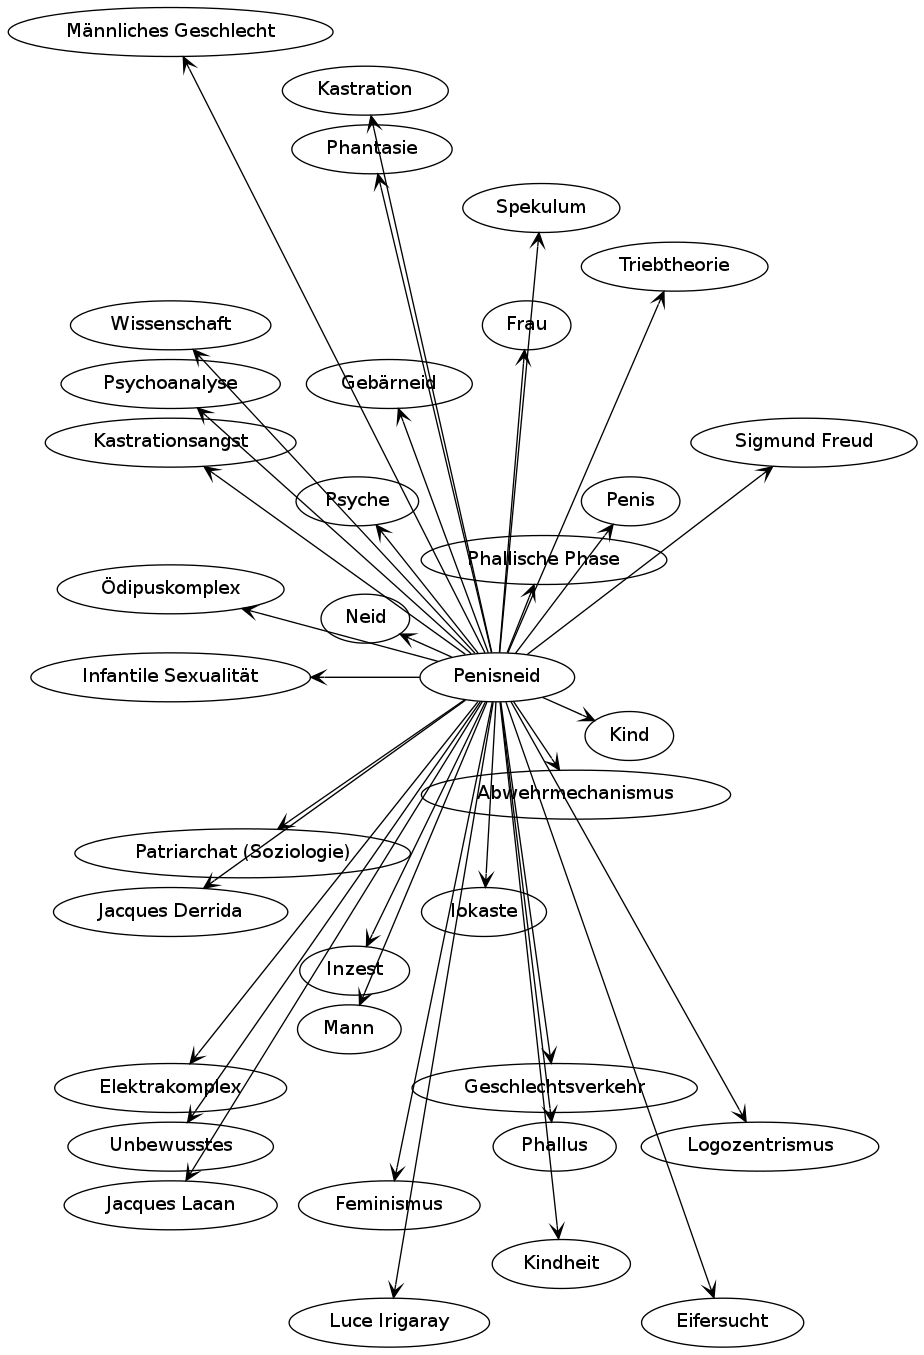 Männliches Geschlecht
Kastration
Phantasie
Spekulum
Triebtheorie
Wissenschaft
Frau
Psychoanalyse
Gebärneid
Kastrationsangst
Sigmund Freud
Psyche
Penis
Phallische Phase
Ödipuskomplex
Neid
Infantile Sexualität
Penisneid
Kind
Abwehrmechanismus
Patriarchat (Soziologie)
Jacques Derrida
Iokaste
Inzest
Mann
Elektrakomplex
Geschlechtsverkehr
Unbewusstes
Phallus
Logozentrismus
Jacques Lacan
Feminismus
Kindheit
Luce Irigaray
Eifersucht